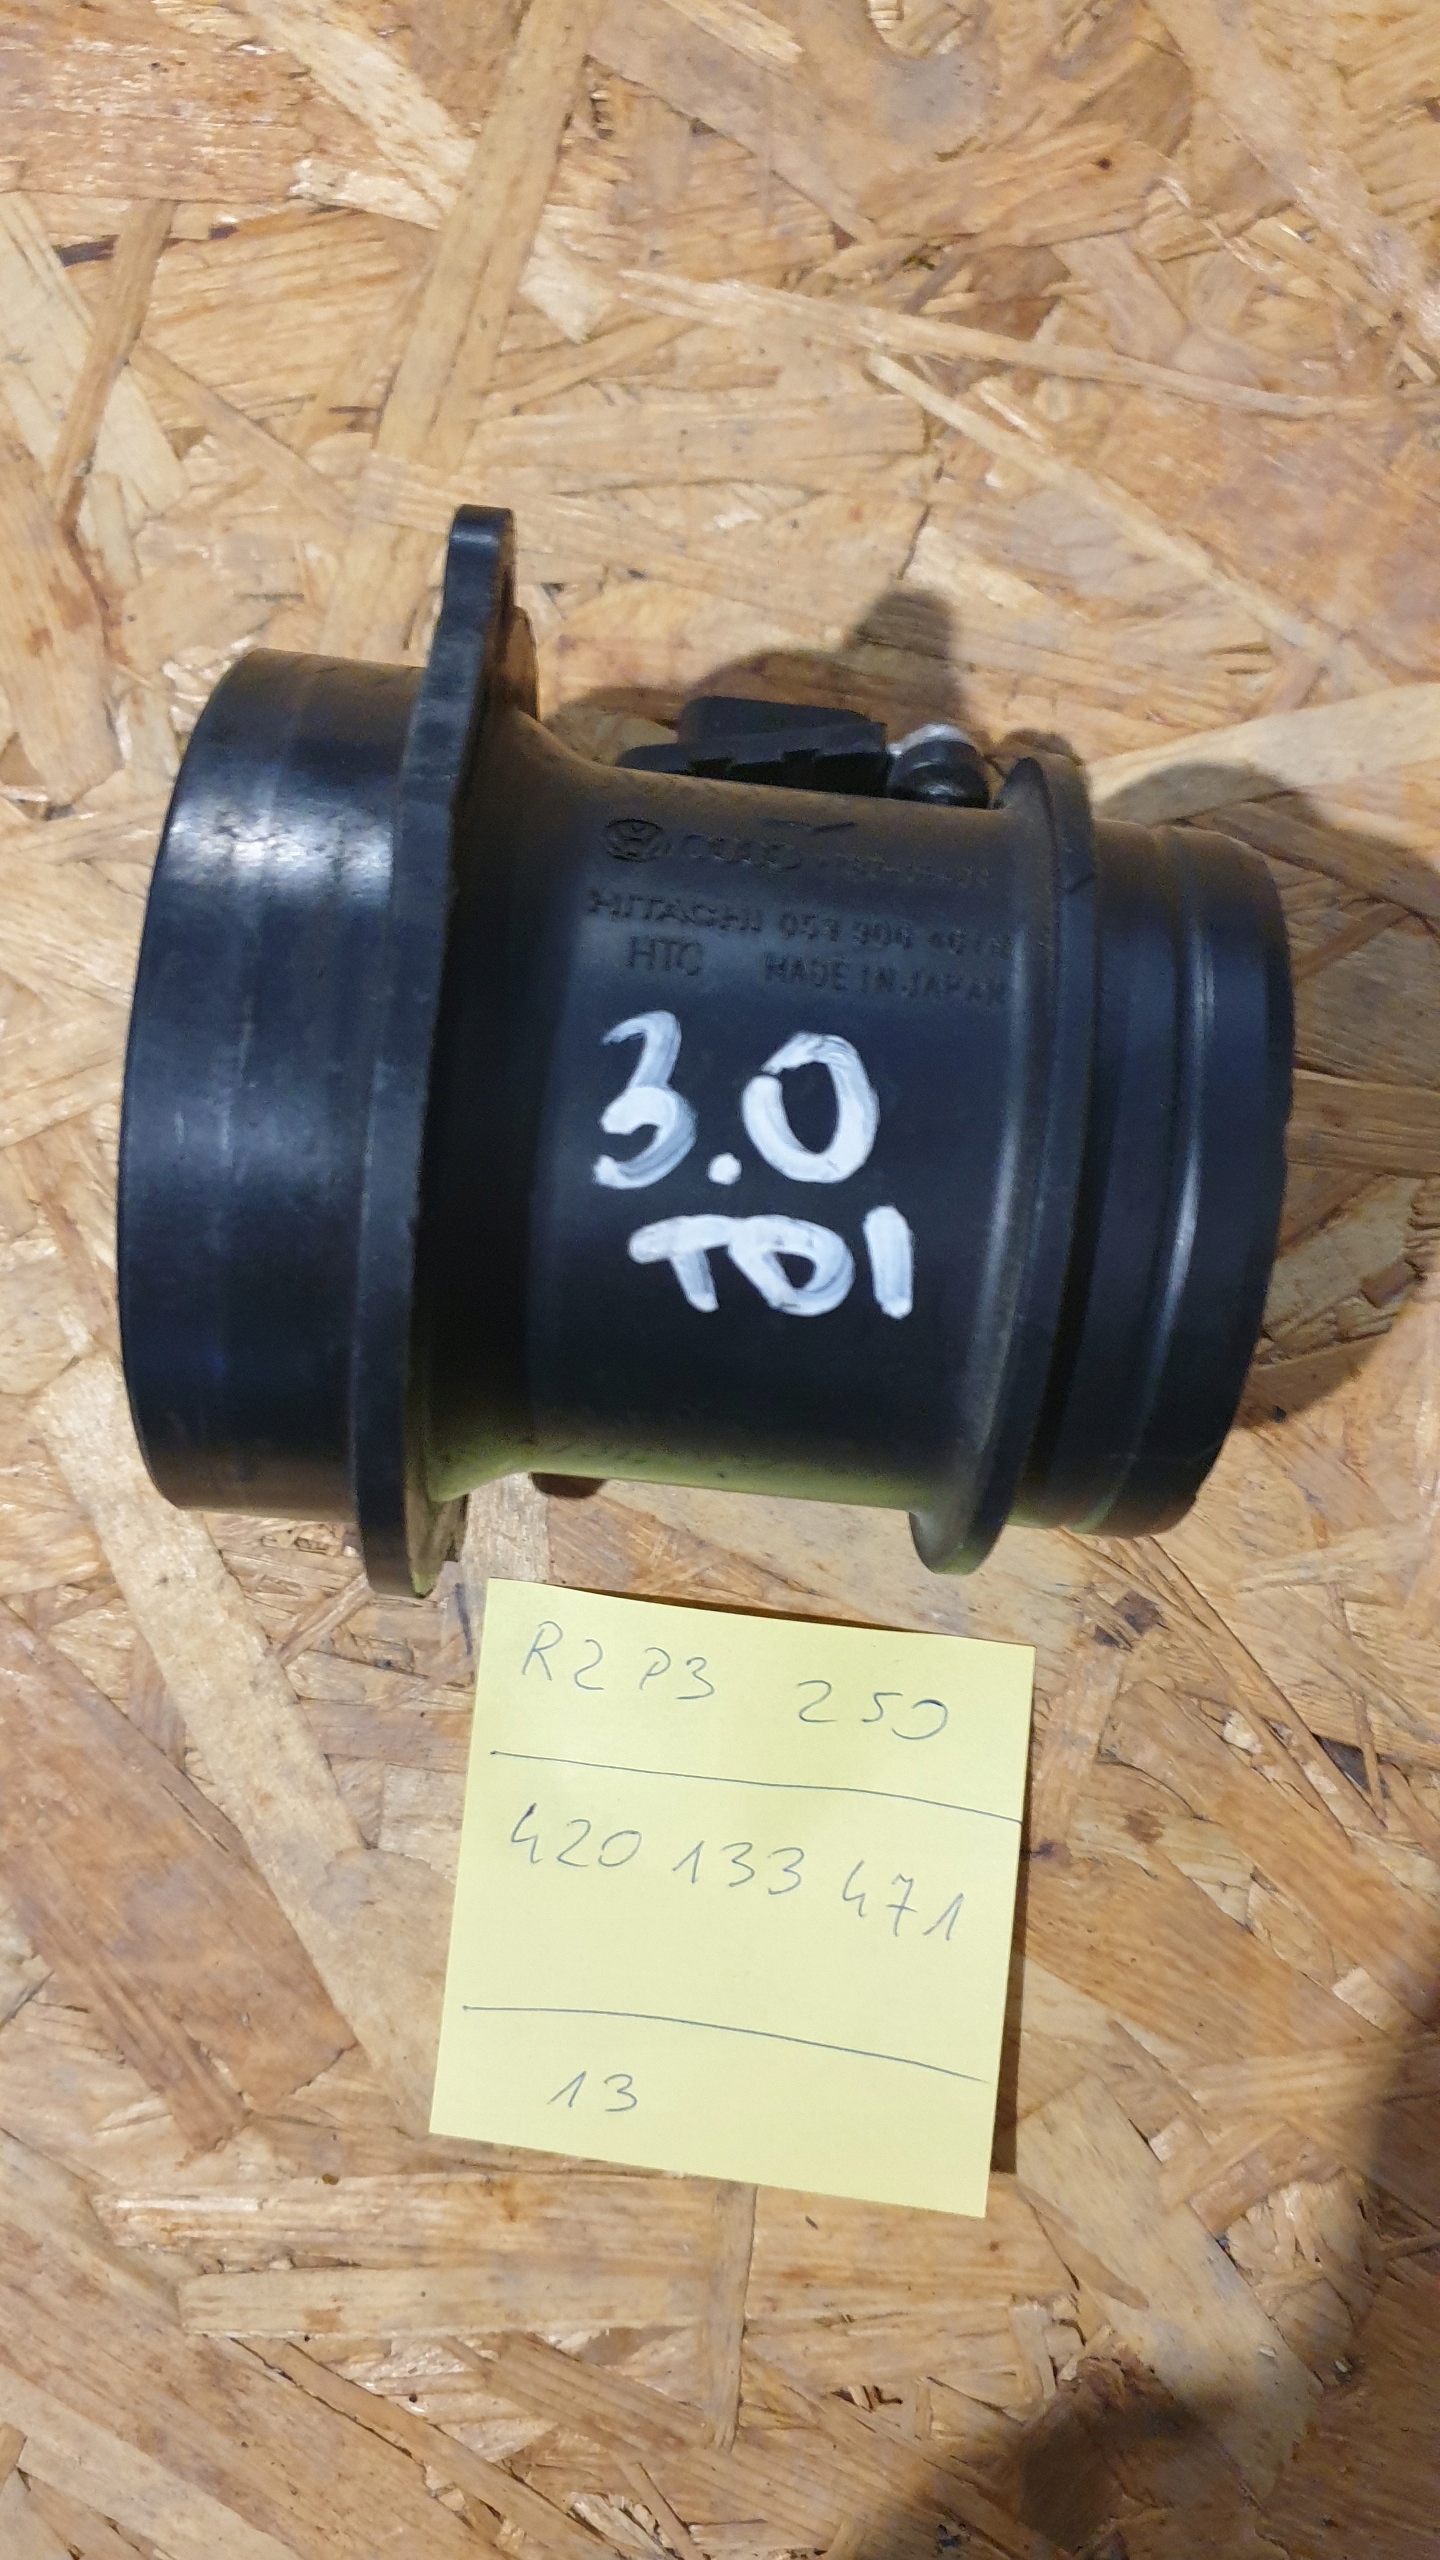 HITACHI 059 906 461
HTC MADE IN JAPAN
3.0
TDI
R2P3 250
420 133 471
13